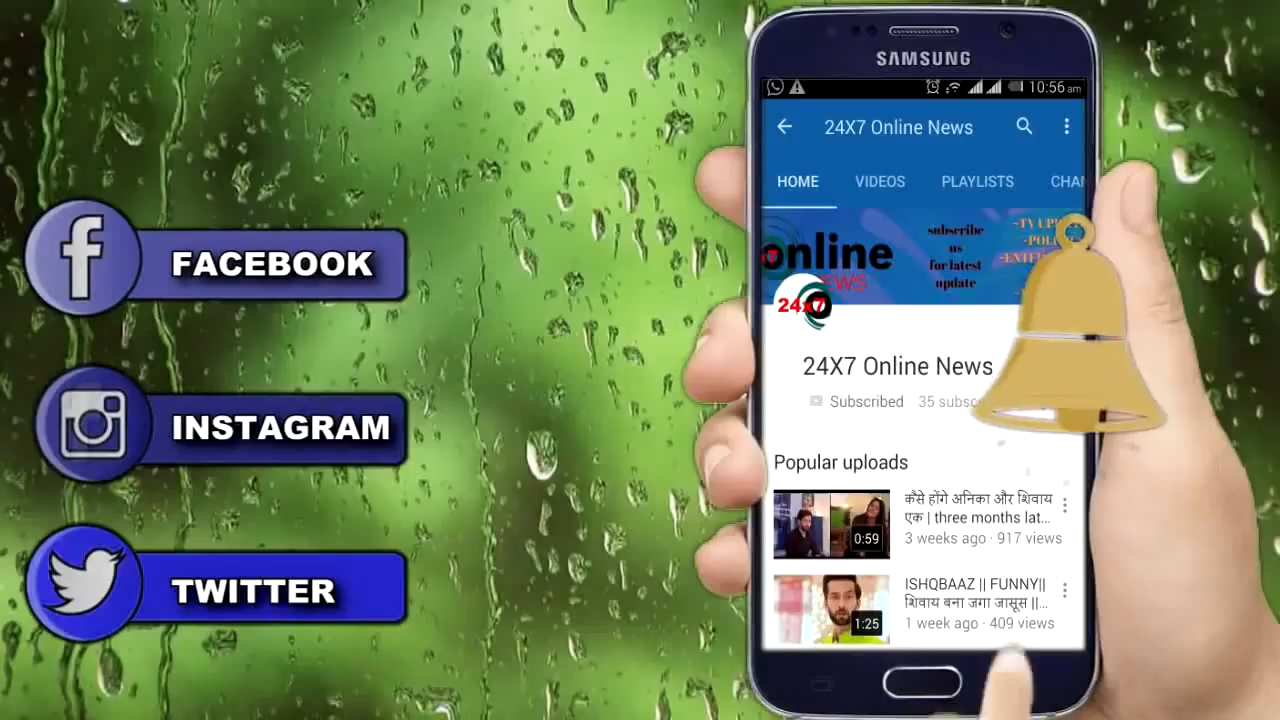 FACEBOOK
INSTAGRAM
TWITTER
SAMSUNG
10:56 am
24X7 Online News
HOME VIDEOS PLAYLISTS CHAN
online
NEWS
subscribe
us
for latest
update
24x7
24X7 Online News
Subscribed 35 subsc
Popular uploads
0:59
कैसे होंगे अनिका और शिवाय
एक | three months lat...
3 weeks ago · 917 views
1:25
ISHQBAAZ || FUNNY||
शिवाय बना जगा जासूस ||...
1 week ago · 409 views